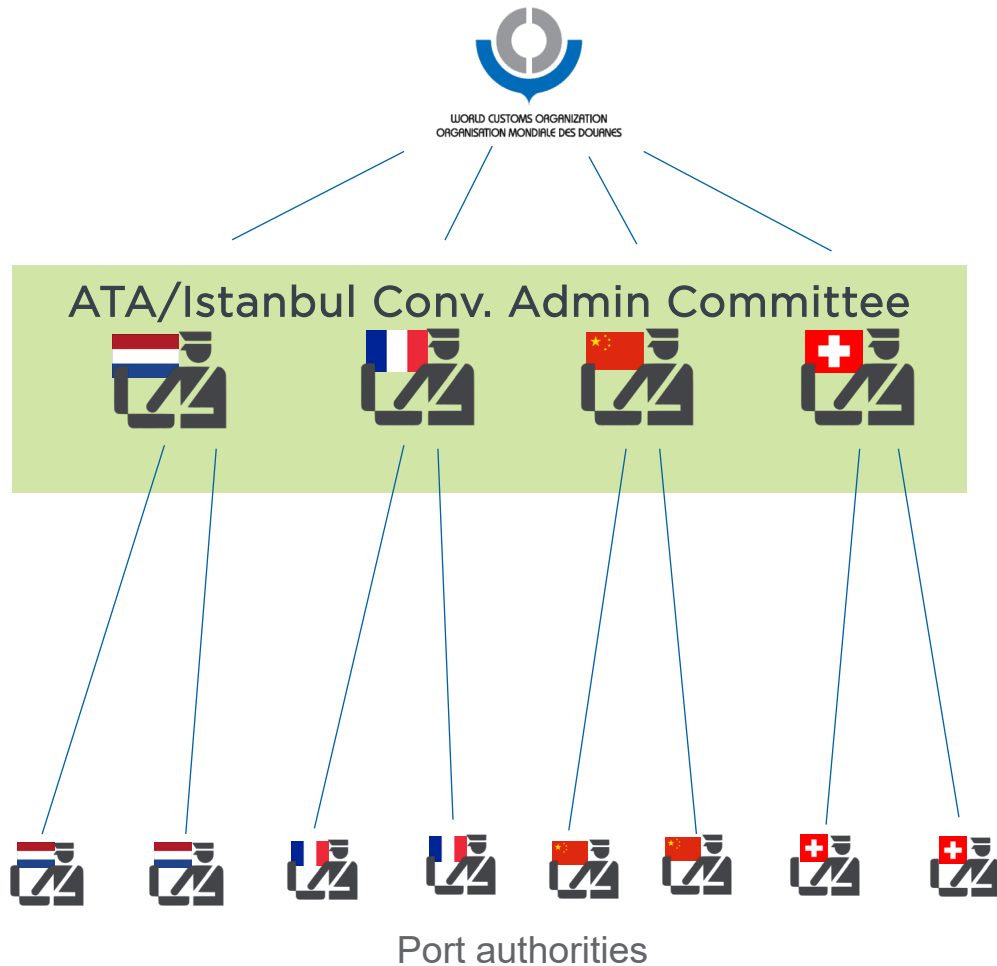 WORLD CUSTOMS ORGANIZATION
ORGANISATION MONDIALE DES DOUANES
ATA/Istanbul Conv. Admin Committee
Port authorities